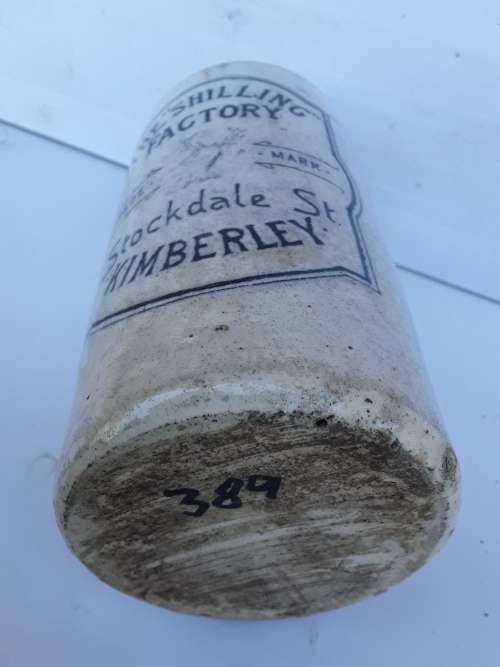 SHILLING"
FACTORY
MARK
Stockdale St.
KIMBERLEY.
389